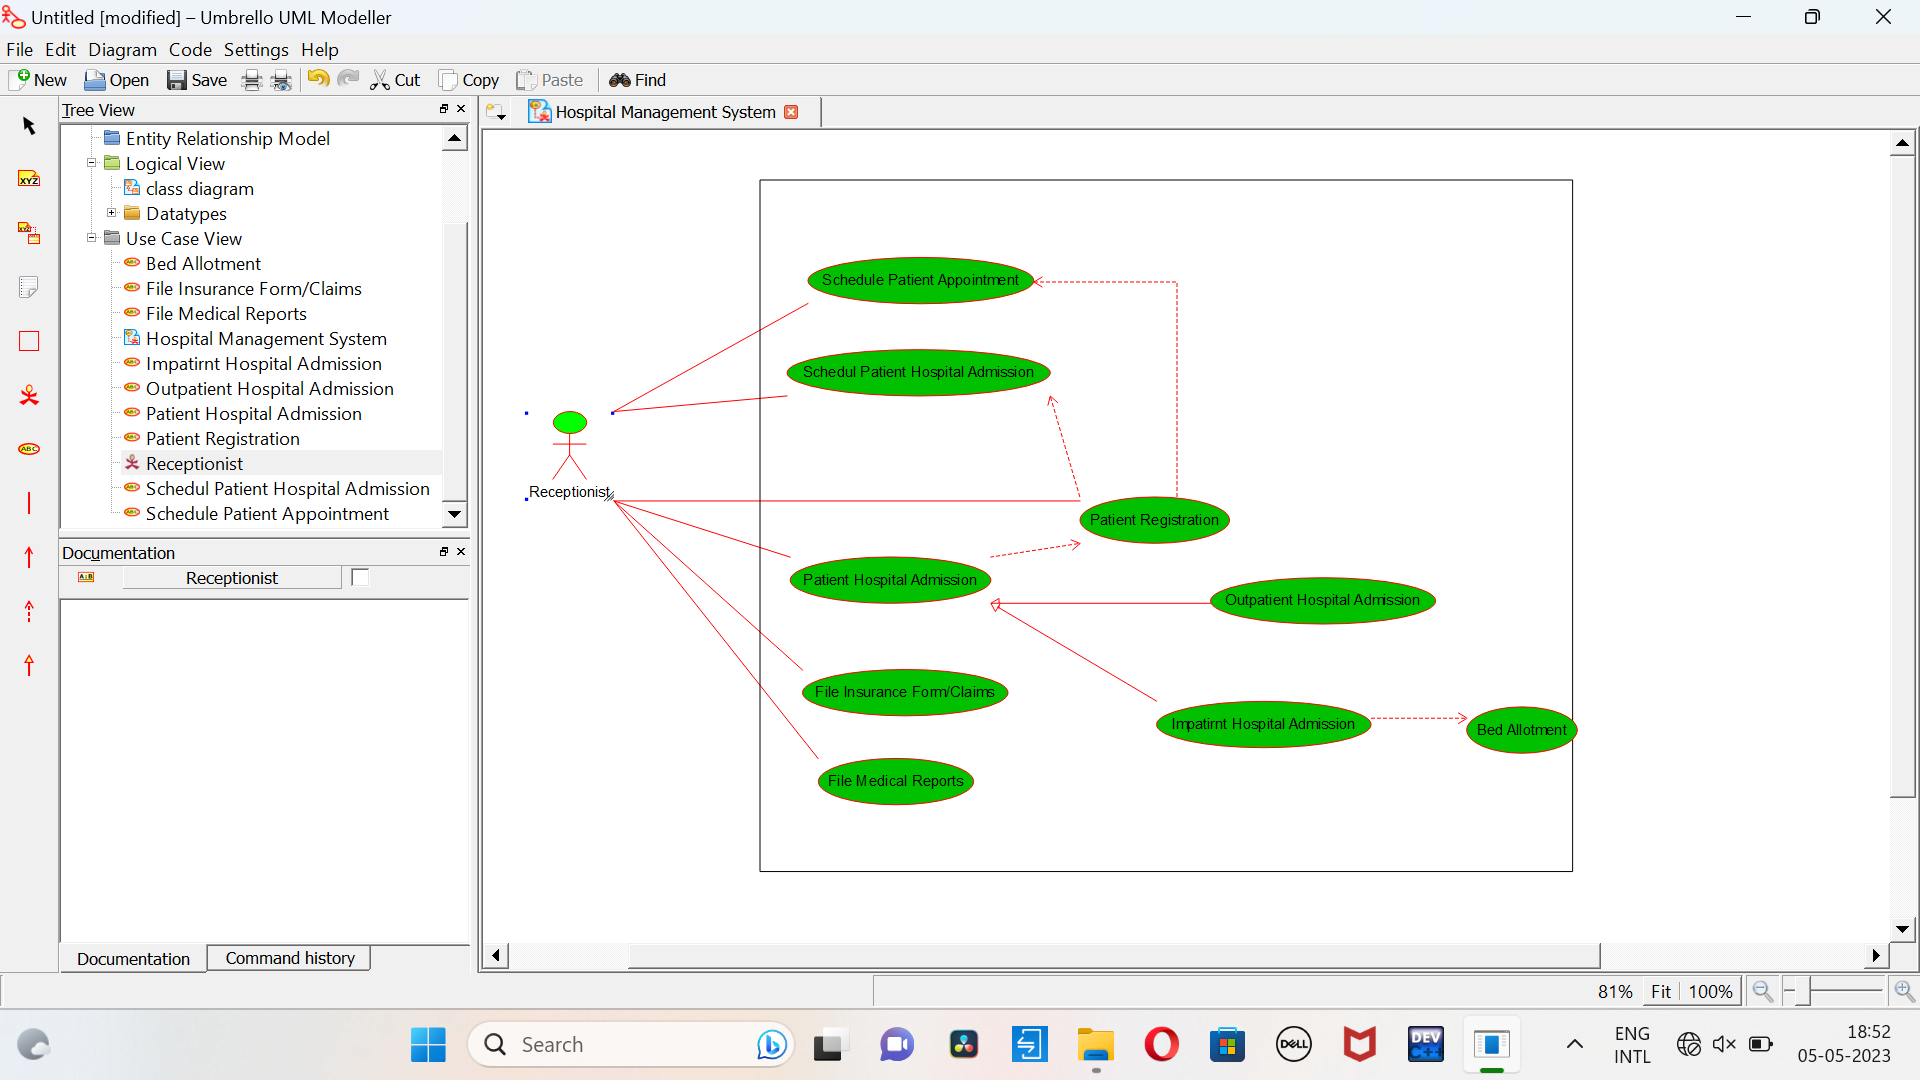 Untitled [modified] – Umbrello UML Modeller
File Edit Diagram Code Settings Help
New Open Save Cut Copy Paste Find
Tree View
Hospital Management System
Entity Relationship Model
Logical View
class diagram
Datatypes
Use Case View
Bed Allotment
File Insurance Form/Claims
File Medical Reports
Hospital Management System
Impatirnt Hospital Admission
Outpatient Hospital Admission
Patient Hospital Admission
Patient Registration
Receptionist
Schedul Patient Hospital Admission
Schedule Patient Appointment
Documentation
Receptionist
Documentation Command history
Schedule Patient Appointment
Schedul Patient Hospital Admission
Receptionist
Patient Registration
Patient Hospital Admission
Outpatient Hospital Admission
File Insurance Form/Claims
Impatirnt Hospital Admission
Bed Allotment
File Medical Reports
81% Fit 100%
Search
DELL
DEV C++
ENG
INTL
18:52
05-05-2023